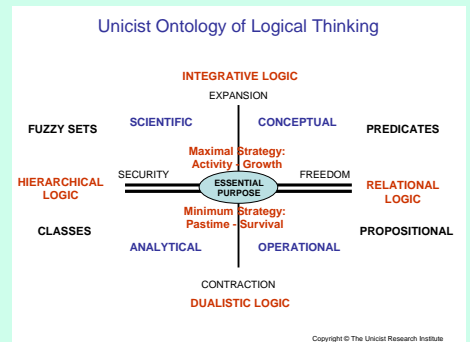 Unicist Ontology of Logical Thinking
INTEGRATIVE LOGIC
EXPANSION
SCIENTIFIC
CONCEPTUAL
FUZZY SETS
PREDICATES
Maximal Strategy:
Activity - Growth
SECURITY
FREEDOM
HIERARCHICAL
LOGIC
ESSENTIAL
PURPOSE
RELATIONAL
LOGIC
Minimum Strategy:
Pastime - Survival
CLASSES
PROPOSITIONAL
ANALYTICAL
OPERATIONAL
CONTRACTION
DUALISTIC LOGIC
Copyright © The Unicist Research Institute